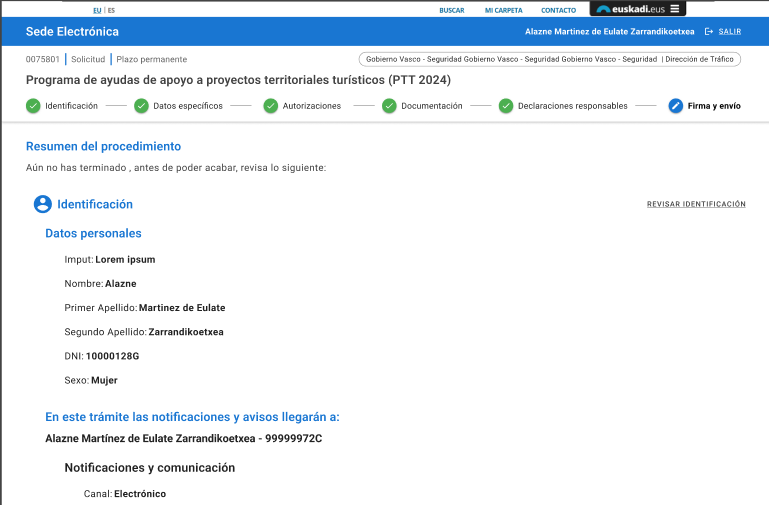 EU | ES BUSCAR MI CARPETA CONTACTO euskadi.eus
Sede Electrónica Alazne Martinez de Eulate Zarrandikoetxea SALIR
0075801 | Solicitud | Plazo permanente Gobierno Vasco - Seguridad Gobierno Vasco - Seguridad Gobierno Vasco - Seguridad | Dirección de Tráfico
Programa de ayudas de apoyo a proyectos territoriales turísticos (PTT 2024)
Identificación Datos específicos Autorizaciones Documentación Declaraciones responsables Firma y envío
Resumen del procedimiento
Aún no has terminado , antes de poder acabar, revisa lo siguiente:
Identificación REVISAR IDENTIFICACIÓN
Datos personales
Imput: Lorem ipsum
Nombre: Alazne
Primer Apellido: Martinez de Eulate
Segundo Apellido: Zarrandikoetxea
DNI: 10000128G
Sexo: Mujer
En este trámite las notificaciones y avisos llegarán a:
Alazne Martínez de Eulate Zarrandikoetxea - 99999972C
Notificaciones y comunicación
Canal: Electrónico